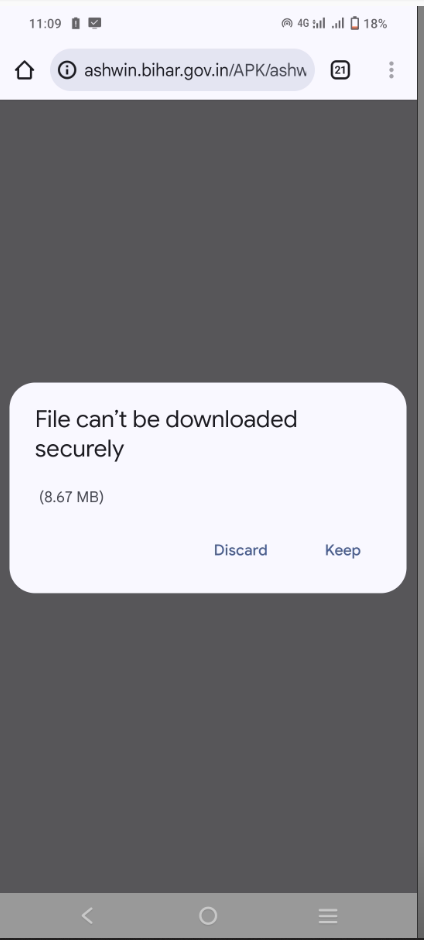 11:09 4G 18%
ashwin.bihar.gov.in/APK/ashw 21
File can't be downloaded
securely
(8.67 MB)
Discard Keep